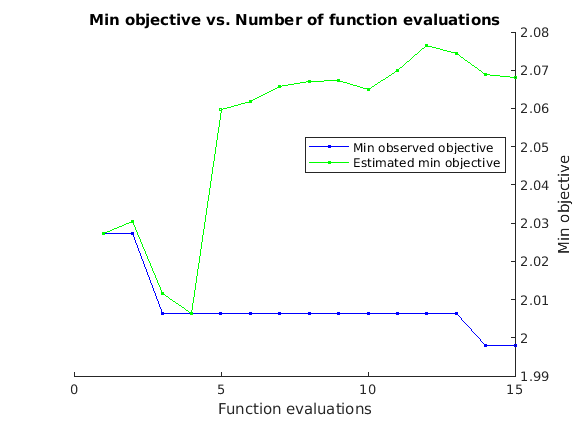 Min objective vs. Number of function evaluations
2.08
2.07
2.06
2.05
2.04
2.03
2.02
2.01
2
1.99
Min objective
Min observed objective
Estimated min objective
0
5
10
15
Function evaluations